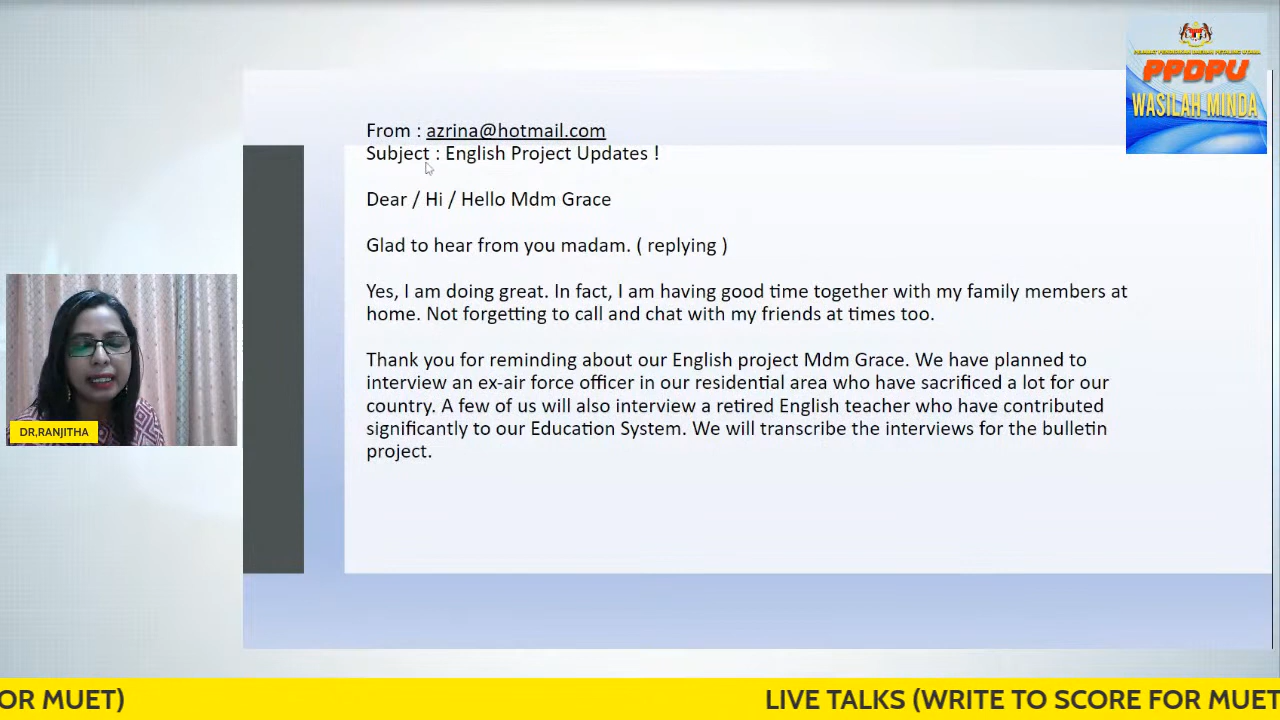 PEJABAT PENDIDIKAN DAERAH PETALING UTAMA
PPDPU
WASILAH MINDA
From : azrina@hotmail.com
Subject : English Project Updates !
Dear / Hi / Hello Mdm Grace
Glad to hear from you madam. ( replying )
Yes, I am doing great. In fact, I am having good time together with my family members at
home. Not forgetting to call and chat with my friends at times too.
Thank you for reminding about our English project Mdm Grace. We have planned to
interview an ex-air force officer in our residential area who have sacrificed a lot for our
country. A few of us will also interview a retired English teacher who have contributed
significantly to our Education System. We will transcribe the interviews for the bulletin
project.
DR,RANJITHA
OR MUET)
LIVE TALKS (WRITE TO SCORE FOR MUET